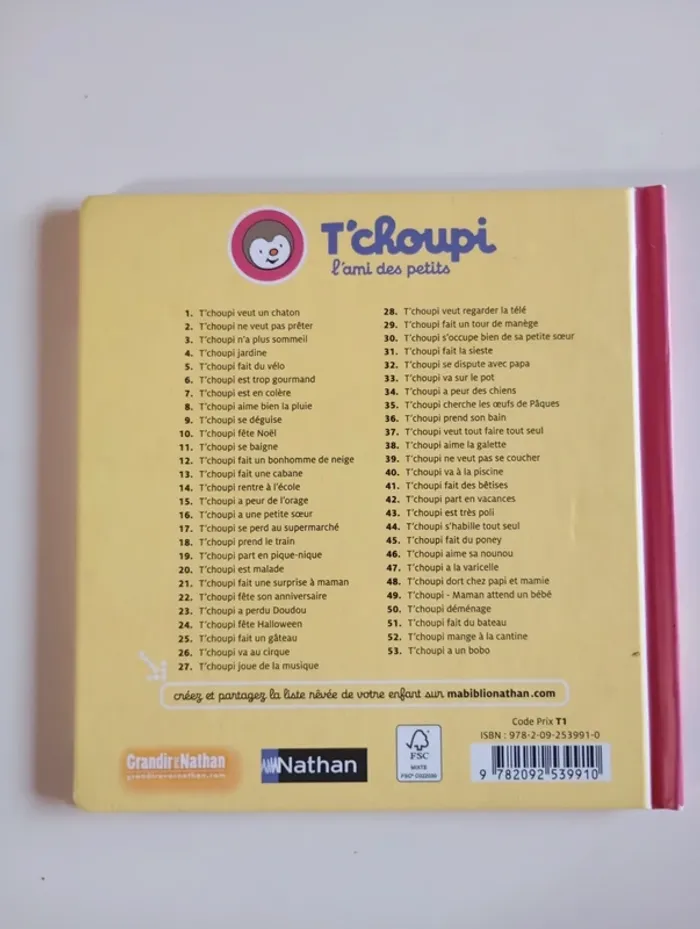 T'choupi
l'ami des petits
1. T'choupi veut un chaton
2. T'choupi ne veut pas prêter
3. T'choupi n'a plus sommeil
4. T'choupi jardine
5. T'choupi fait du vélo
6. T'choupi est trop gourmand
7. T'choupi est en colère
8. T'choupi aime bien la pluie
9. T'choupi se déguise
10. T'choupi fête Noël
11. T'choupi se baigne
12. T'choupi fait un bonhomme de neige
13. T'choupi fait une cabane
14. T'choupi rentre à l'école
15. T'choupi a peur de l'orage
16. T'choupi a une petite sœur
17. T'choupi se perd au supermarché
18. T'choupi prend le train
19. T'choupi part en pique-nique
20. T'choupi est malade
21. T'choupi fait une surprise à maman
22. T'choupi fête son anniversaire
23. T'choupi a perdu Doudou
24. T'choupi fête Halloween
25. T'choupi fait un gâteau
26. T'choupi va au cirque
27. T'choupi joue de la musique
28. T'choupi veut regarder la télé
29. T'choupi fait un tour de manège
30. T'choupi s'occupe bien de sa petite sœur
31. T'choupi fait la sieste
32. T'choupi se dispute avec papa
33. T'choupi va sur le pot
34. T'choupi a peur des chiens
35. T'choupi cherche les œufs de Pâques
36. T'choupi prend son bain
37. T'choupi veut tout faire tout seul
38. T'choupi aime la galette
39. T'choupi ne veut pas se coucher
40. T'choupi va à la piscine
41. T'choupi fait des bêtises
42. T'choupi part en vacances
43. T'choupi est très poli
44. T'choupi s'habille tout seul
45. T'choupi fait du poney
46. T'choupi aime sa nounou
47. T'choupi a la varicelle
48. T'choupi dort chez papi et mamie
49. T'choupi - Maman attend un bébé
50. T'choupi déménage
51. T'choupi fait du bateau
52. T'choupi mange à la cantine
53. T'choupi a un bobo
créez et partagez la liste rêvée de votre enfant sur mabiblionathan.com
Code Prix T1
ISBN : 978-2-09-253991-0
Grandir Nathan
grandiravecnathan.com
Nathan
FSC
MIXTE
9 782092 539910